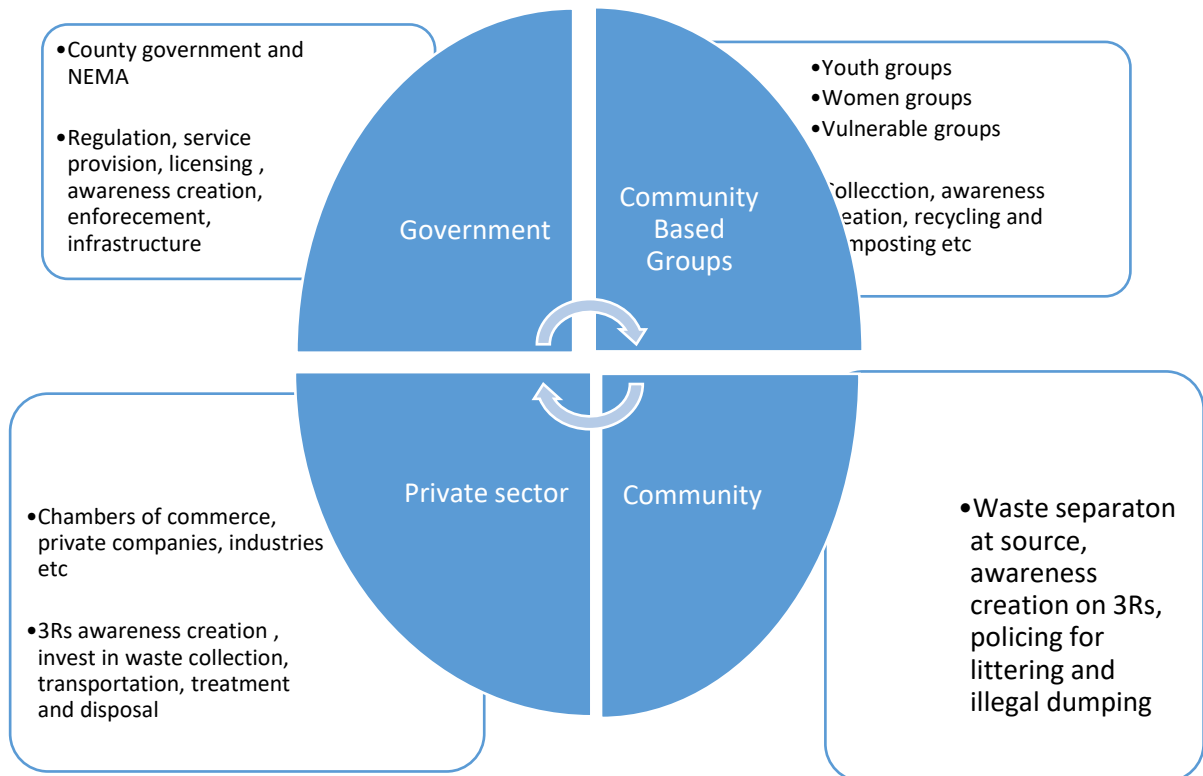 •County government and
NEMA
•Regulation, service
provision, licensing ,
awareness creation,
enforecement,
infrastructure
Government
•Youth groups
•Women groups
•Vulnerable groups
ollecction, awareness
eation, recycling and
mposting etc
Community
Based
Groups
•Chambers of commerce,
private companies, industries
etc
•3Rs awareness creation ,
invest in waste collection,
transportation, treatment
and disposal
Private sector
Community
•Waste separaton
at source,
awareness
creation on 3Rs,
policing for
littering and
illegal dumping